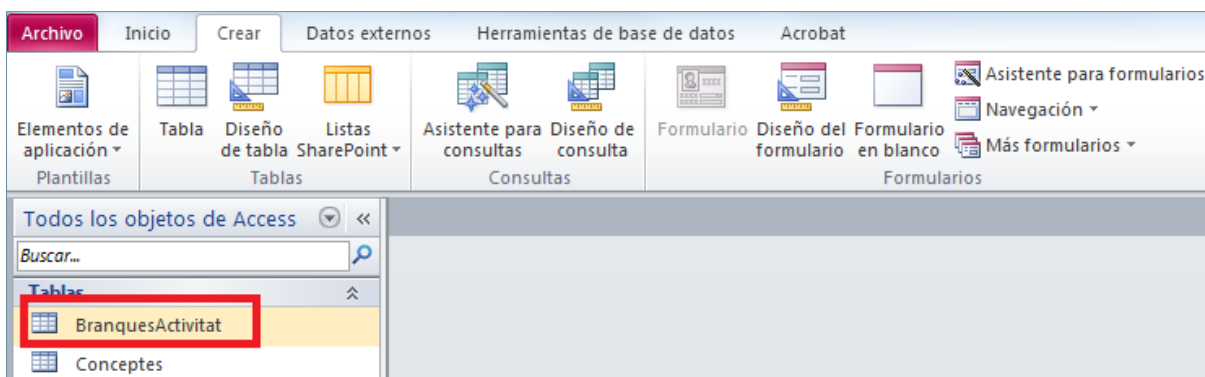 Archivo Inicio Crear Datos externos Herramientas de base de datos Acrobat
Elementos de aplicación
Tabla
Diseño de tabla
Listas SharePoint
Asistente para consultas
Diseño de consulta
Formulario
Diseño del formulario
Formulario en blanco
Asistente para formularios
Navegación
Más formularios
Plantillas Tablas Consultas Formularios
Todos los objetos de Access
Buscar...
Tablas
BranquesActivitat
Conceptes